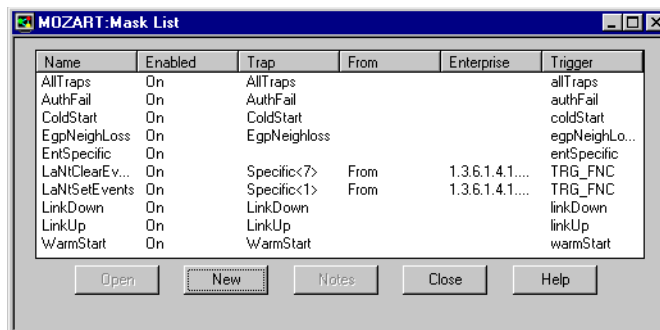 MOZART:Mask List
Name Enabled Trap From Enterprise Trigger
AllTraps On AllTraps allTraps
AuthFail On AuthFail authFail
ColdStart On ColdStart coldStart
EgpNeighLoss On EgpNeighloss egpNeighLo...
EntSpecific On entSpecific
LaNtClearEv... On Specific<7> From 1.3.6.1.4.1.... TRG_FNC
LaNtSetEvents On Specific<1> From 1.3.6.1.4.1.... TRG_FNC
LinkDown On LinkDown linkDown
LinkUp On LinkUp linkUp
WarmStart On WarmStart warmStart
Open New Notes Close Help